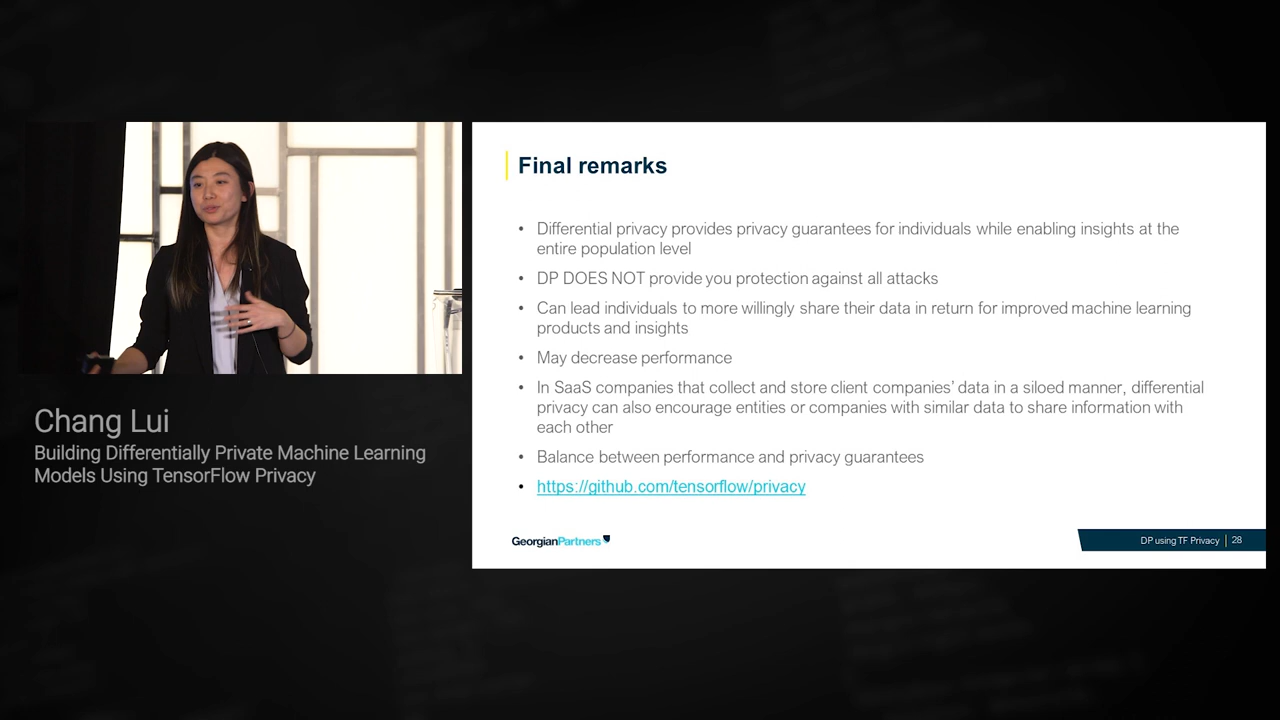 Chang Lui
Building Differentially Private Machine Learning
Models Using TensorFlow Privacy
Final remarks
• Differential privacy provides privacy guarantees for individuals while enabling insights at the
entire population level
• DP DOES NOT provide you protection against all attacks
• Can lead individuals to more willingly share their data in return for improved machine learning
products and insights
• May decrease performance
• In SaaS companies that collect and store client companies' data in a siloed manner, differential
privacy can also encourage entities or companies with similar data to share information with
each other
• Balance between performance and privacy guarantees
• https://github.com/tensorflow/privacy
GeorgianPartners
DP using TF Privacy | 28